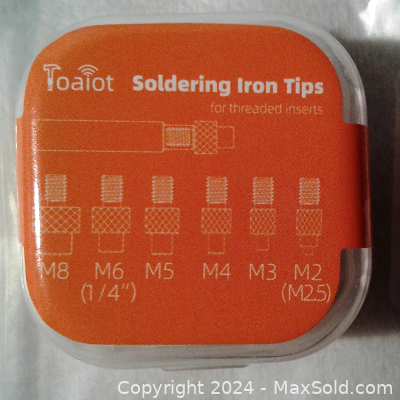 Toaiot Soldering Iron Tips
for threaded inserts
M8 M6 M5 M4 M3 M2
(1/4") (M2.5)
Copyright 2024 - MaxSold.com